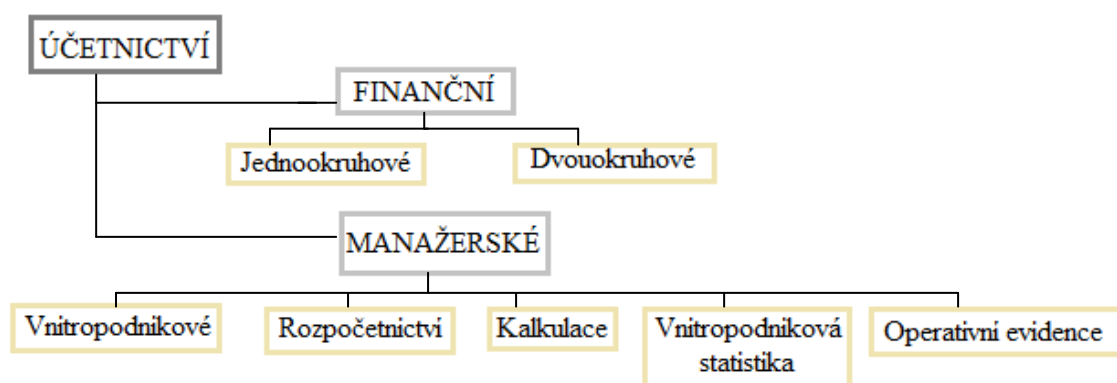 ÚČETNICTVÍ
FINANČNÍ
Jednookruhové
Dvouokruhové
MANAŽERSKÉ
Vnitropodnikové
Rozpočetnictví
Kalkulace
Vnitropodniková
statistika
Operativní evidence